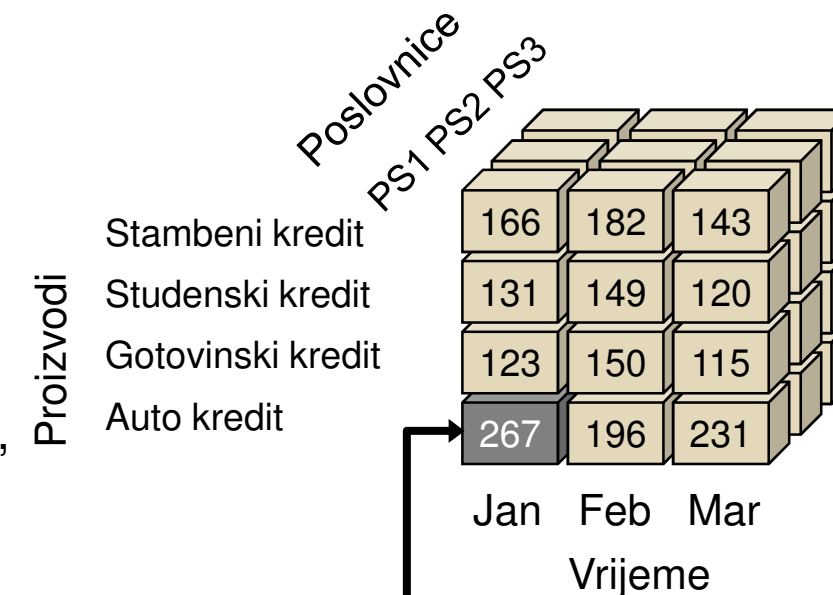 Poslovnice
PS1 PS2 PS3
Proizvodi
Stambeni kredit
166 182 143
Studenski kredit
131 149 120
Gotovinski kredit
123 150 115
Auto kredit
267 196 231
,
Jan Feb Mar
Vrijeme